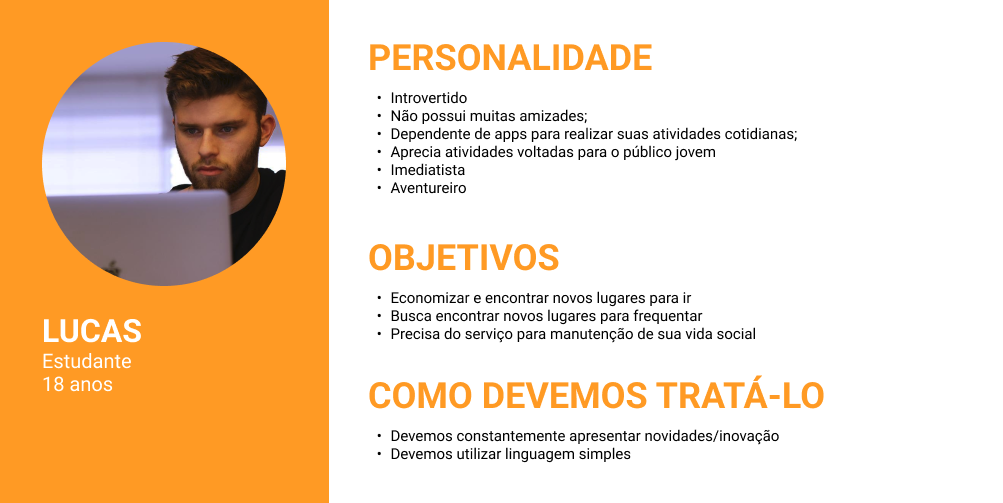 LUCAS
Estudante
18 anos
PERSONALIDADE
• Introvertido
• Não possui muitas amizades;
• Dependente de apps para realizar suas atividades cotidianas;
• Aprecia atividades voltadas para o público jovem
• Imediatista
• Aventureiro
OBJETIVOS
• Economizar e encontrar novos lugares para ir
• Busca encontrar novos lugares para frequentar
• Precisa do serviço para manutenção de sua vida social
COMO DEVEMOS TRATÁ-LO
• Devemos constantemente apresentar novidades/inovação
• Devemos utilizar linguagem simples